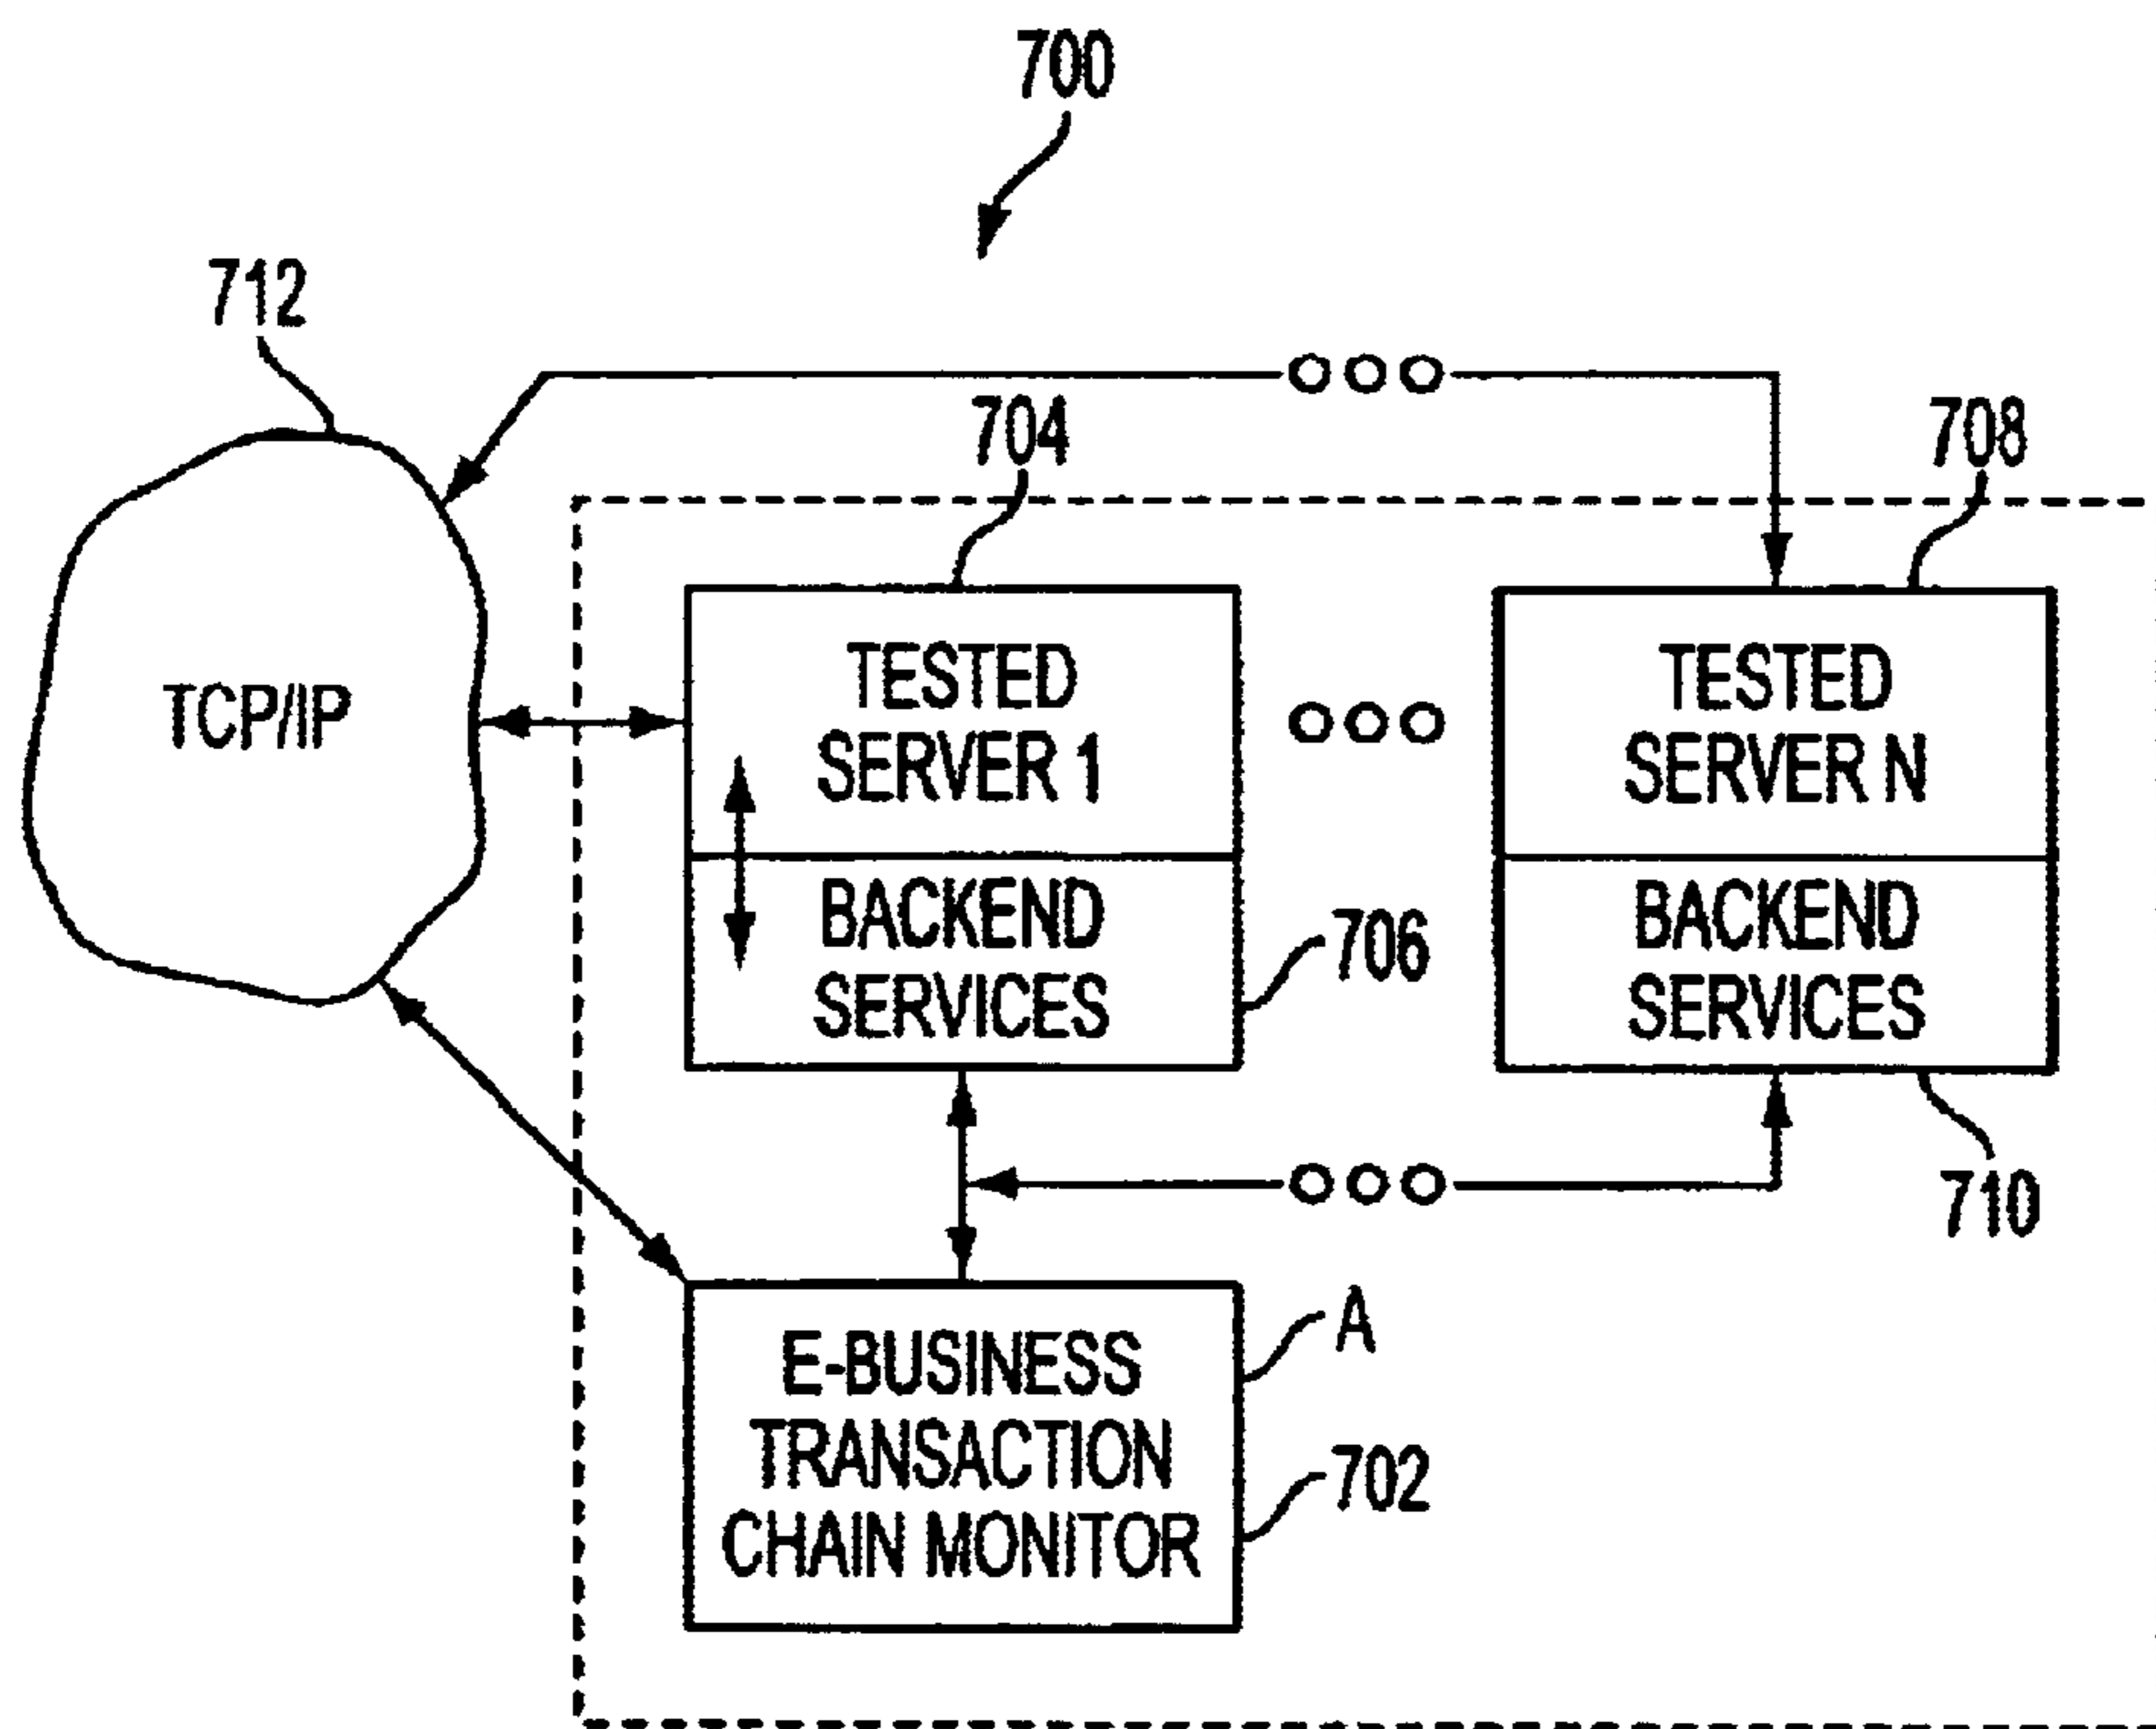 700
712
704
708
TCP/IP
TESTED
SERVER 1
TESTED
SERVER N
BACKEND
SERVICES
706
BACKEND
SERVICES
710
E-BUSINESS
TRANSACTION
CHAIN MONITOR
A
702